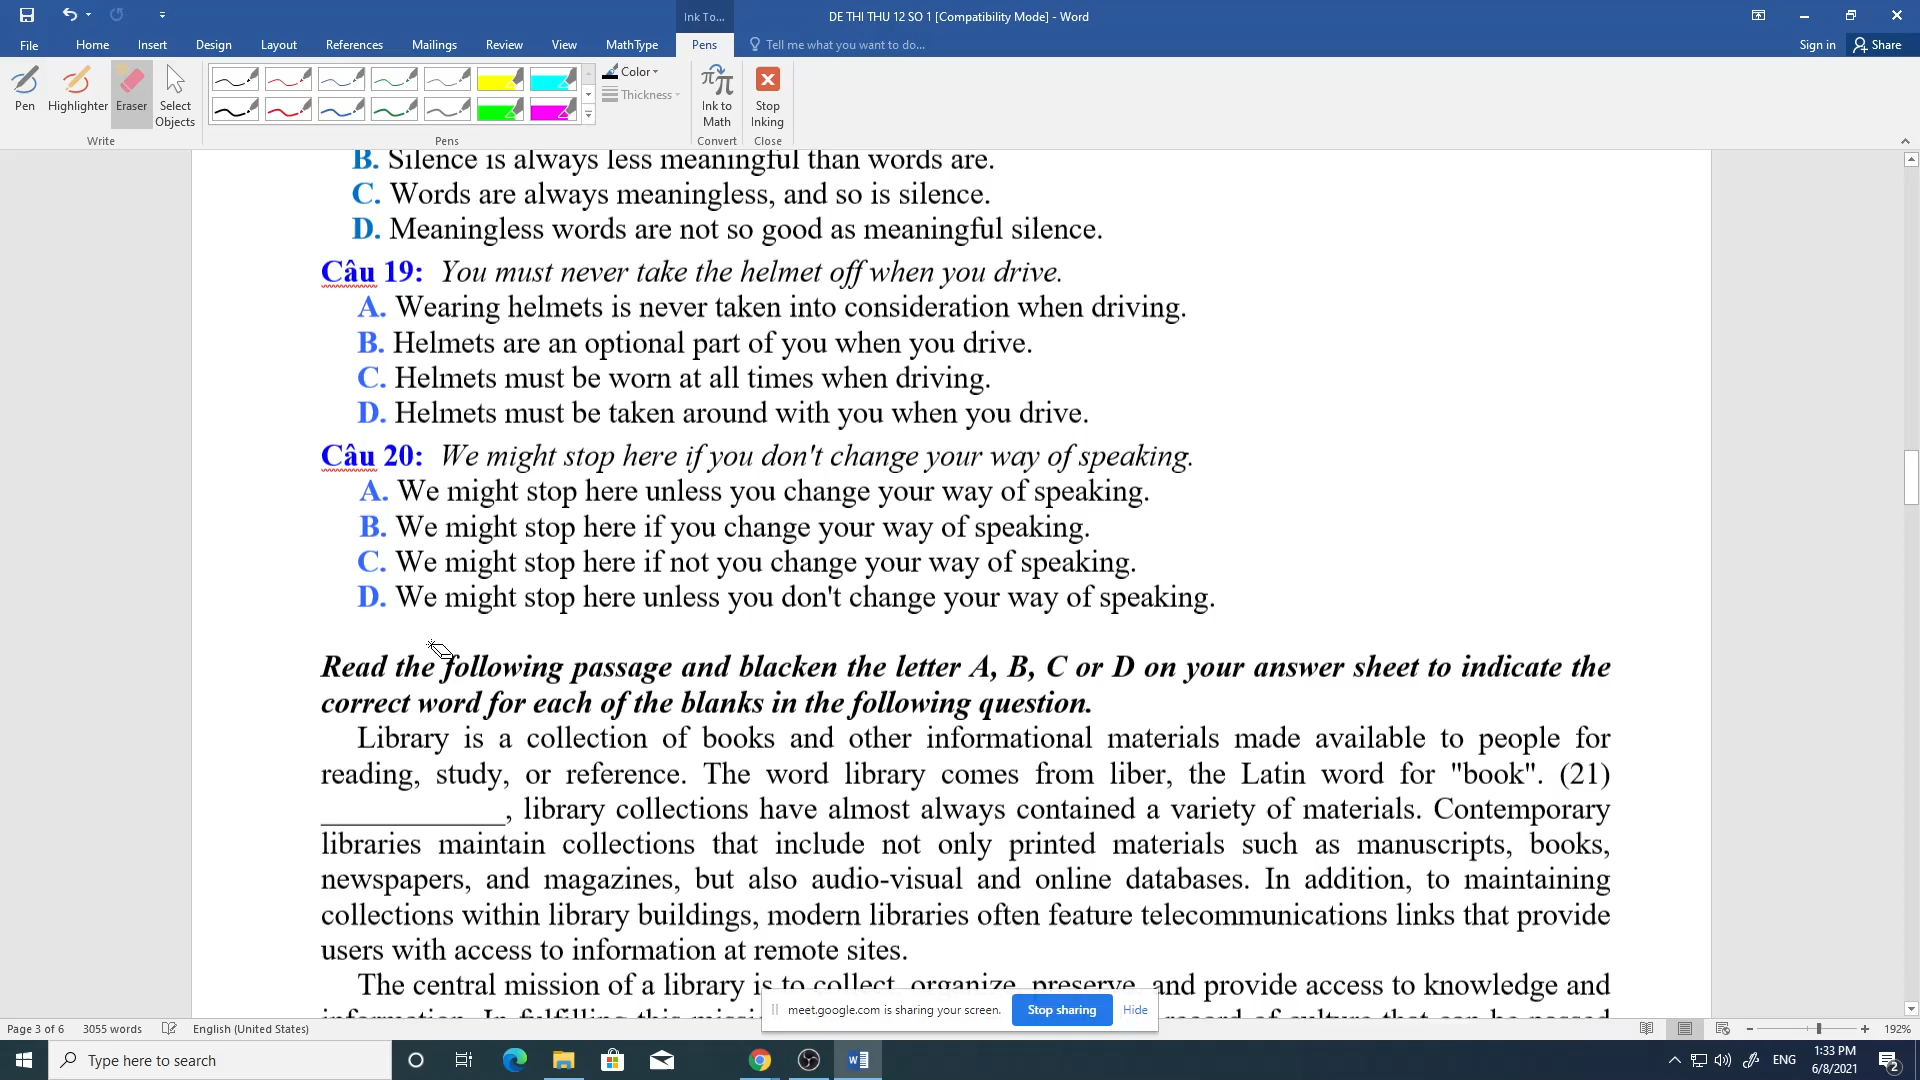 Ink To...
DE THI THU 12 SO 1 [Compatibility Mode] - Word
File Home Insert Design Layout References Mailings Review View MathType Pens Tell me what you want to do... Sign in Share
Pen Highlighter Eraser Select Objects
Color
Thickness
Ink to Math
Stop Inking
Write Pens Convert Close
B. Silence is always less meaningful than words are.
C. Words are always meaningless, and so is silence.
D. Meaningless words are not so good as meaningful silence.
Câu 19: You must never take the helmet off when you drive.
A. Wearing helmets is never taken into consideration when driving.
B. Helmets are an optional part of you when you drive.
C. Helmets must be worn at all times when driving.
D. Helmets must be taken around with you when you drive.
Câu 20: We might stop here if you don't change your way of speaking.
A. We might stop here unless you change your way of speaking.
B. We might stop here if you change your way of speaking.
C. We might stop here if not you change your way of speaking.
D. We might stop here unless you don't change your way of speaking.
Read the following passage and blacken the letter A, B, C or D on your answer sheet to indicate the
correct word for each of the blanks in the following question.
Library is a collection of books and other informational materials made available to people for
reading, study, or reference. The word library comes from liber, the Latin word for "book". (21)
____________, library collections have almost always contained a variety of materials. Contemporary
libraries maintain collections that include not only printed materials such as manuscripts, books,
newspapers, and magazines, but also audio-visual and online databases. In addition, to maintaining
collections within library buildings, modern libraries often feature telecommunications links that provide
users with access to information at remote sites.
The central mission of a library is to collect, organize, preserve, and provide access to knowledge and
information. In fulfilling this record of culture that can be passed
meet.google.com is sharing your screen. Stop sharing Hide
Page 3 of 6 3055 words English (United States) 192%
Type here to search
ENG
1:33 PM
6/8/2021
2